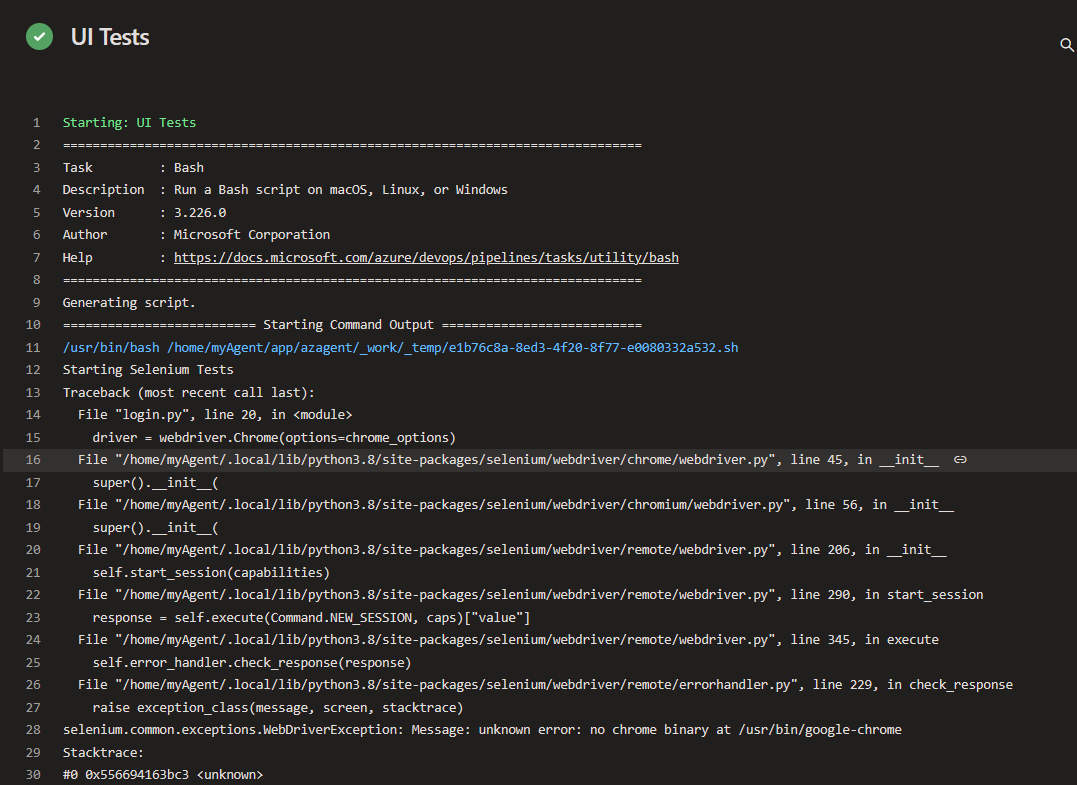 UI Tests
1 Starting: UI Tests
2 ==============================================================================
3 Task         : Bash
4 Description  : Run a Bash script on macOS, Linux, or Windows
5 Version      : 3.226.0
6 Author       : Microsoft Corporation
7 Help         : https://docs.microsoft.com/azure/devops/pipelines/tasks/utility/bash
8 ==============================================================================
9 Generating script.
10 ========================== Starting Command Output ===========================
11 /usr/bin/bash /home/myAgent/app/azagent/_work/_temp/e1b76c8a-8ed3-4f20-8f77-e0080332a532.sh
12 Starting Selenium Tests
13 Traceback (most recent call last):
14   File "login.py", line 20, in <module>
15     driver = webdriver.Chrome(options=chrome_options)
16   File "/home/myAgent/.local/lib/python3.8/site-packages/selenium/webdriver/chrome/webdriver.py", line 45, in __init__
17     super().__init__(
18   File "/home/myAgent/.local/lib/python3.8/site-packages/selenium/webdriver/chromium/webdriver.py", line 56, in __init__
19     super().__init__(
20   File "/home/myAgent/.local/lib/python3.8/site-packages/selenium/webdriver/remote/webdriver.py", line 206, in __init__
21     self.start_session(capabilities)
22   File "/home/myAgent/.local/lib/python3.8/site-packages/selenium/webdriver/remote/webdriver.py", line 290, in start_session
23     response = self.execute(Command.NEW_SESSION, caps)["value"]
24   File "/home/myAgent/.local/lib/python3.8/site-packages/selenium/webdriver/remote/webdriver.py", line 345, in execute
25     self.error_handler.check_response(response)
26   File "/home/myAgent/.local/lib/python3.8/site-packages/selenium/webdriver/remote/errorhandler.py", line 229, in check_response
27     raise exception_class(message, screen, stacktrace)
28 selenium.common.exceptions.WebDriverException: Message: unknown error: no chrome binary at /usr/bin/google-chrome
29 Stacktrace:
30 #0 0x556694163bc3 <unknown>